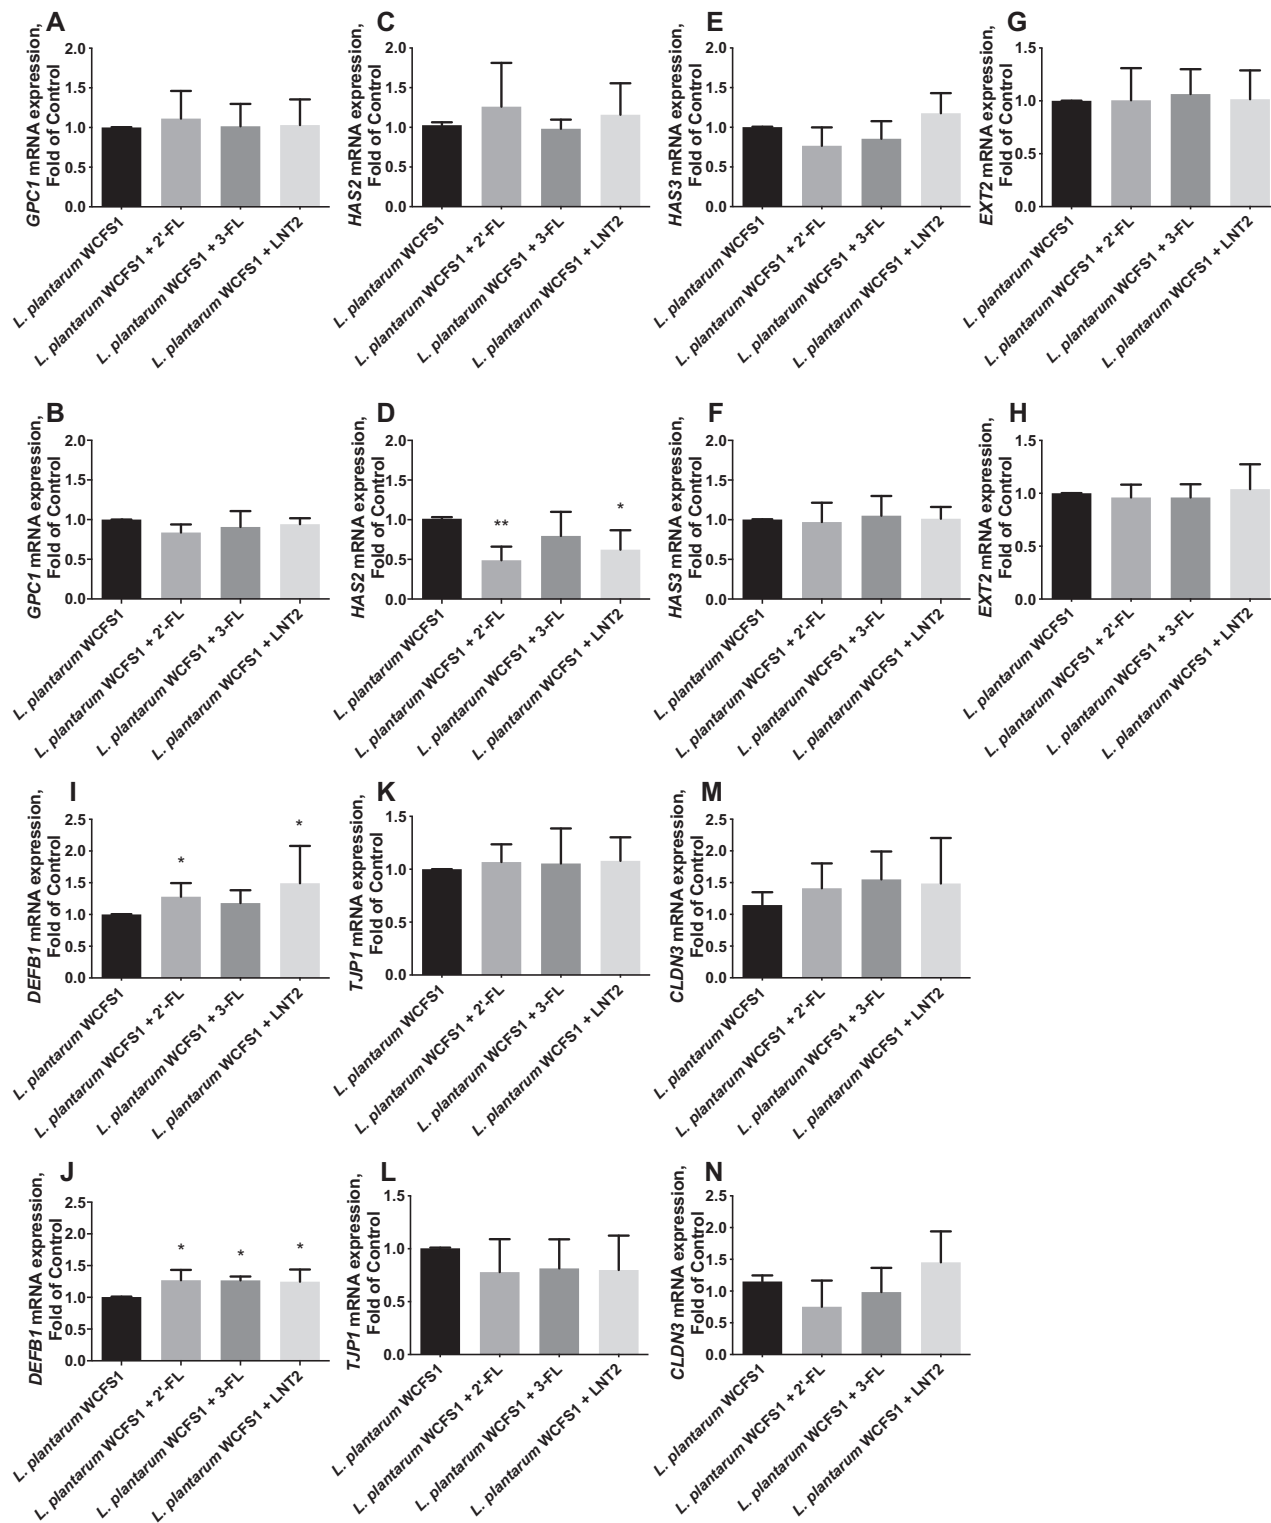 A
GPC1 mRNA expression,
Fold of Control
2.0
1.5
1.0
0.5
0.0
L. plantarum WCFS1
L. plantarum WCFS1 + 2'-FL
L. plantarum WCFS1 + 3-FL
L. plantarum WCFS1 + LNT2
C
HAS2 mRNA expression,
Fold of Control
2.0
1.5
1.0
0.5
0.0
L. plantarum WCFS1
L. plantarum WCFS1 + 2'-FL
L. plantarum WCFS1 + 3-FL
L. plantarum WCFS1 + LNT2
E
HAS3 mRNA expression,
Fold of Control
2.0
1.5
1.0
0.5
0.0
L. plantarum WCFS1
L. plantarum WCFS1 + 2'-FL
L. plantarum WCFS1 + 3-FL
L. plantarum WCFS1 + LNT2
G
EXT2 mRNA expression,
Fold of Control
1.5
1.0
0.5
0.0
L. plantarum WCFS1
L. plantarum WCFS1 + 2'-FL
L. plantarum WCFS1 + 3-FL
L. plantarum WCFS1 + LNT2
B
GPC1 mRNA expression,
Fold of Control
2.0
1.5
1.0
0.5
0.0
L. plantarum WCFS1
L. plantarum WCFS1 + 2'-FL
L. plantarum WCFS1 + 3-FL
L. plantarum WCFS1 + LNT2
D
HAS2 mRNA expression,
Fold of Control
2.0
1.5
1.0
0.5
0.0
**
*
L. plantarum WCFS1
L. plantarum WCFS1 + 2'-FL
L. plantarum WCFS1 + 3-FL
L. plantarum WCFS1 + LNT2
F
HAS3 mRNA expression,
Fold of Control
2.0
1.5
1.0
0.5
0.0
L. plantarum WCFS1
L. plantarum WCFS1 + 2'-FL
L. plantarum WCFS1 + 3-FL
L. plantarum WCFS1 + LNT2
H
EXT2 mRNA expression,
Fold of Control
1.5
1.0
0.5
0.0
L. plantarum WCFS1
L. plantarum WCFS1 + 2'-FL
L. plantarum WCFS1 + 3-FL
L. plantarum WCFS1 + LNT2
I
DEFB1 mRNA expression,
Fold of Control
2.5
2.0
1.5
1.0
0.5
0.0
*
*
L. plantarum WCFS1
L. plantarum WCFS1 + 2'-FL
L. plantarum WCFS1 + 3-FL
L. plantarum WCFS1 + LNT2
K
TJP1 mRNA expression,
Fold of Control
1.5
1.0
0.5
0.0
L. plantarum WCFS1
L. plantarum WCFS1 + 2'-FL
L. plantarum WCFS1 + 3-FL
L. plantarum WCFS1 + LNT2
M
CLDN3 mRNA expression,
Fold of Control
2.5
2.0
1.5
1.0
0.5
0.0
L. plantarum WCFS1
L. plantarum WCFS1 + 2'-FL
L. plantarum WCFS1 + 3-FL
L. plantarum WCFS1 + LNT2
J
DEFB1 mRNA expression,
Fold of Control
2.5
2.0
1.5
1.0
0.5
0.0
*
*
*
L. plantarum WCFS1
L. plantarum WCFS1 + 2'-FL
L. plantarum WCFS1 + 3-FL
L. plantarum WCFS1 + LNT2
L
TJP1 mRNA expression,
Fold of Control
1.5
1.0
0.5
0.0
L. plantarum WCFS1
L. plantarum WCFS1 + 2'-FL
L. plantarum WCFS1 + 3-FL
L. plantarum WCFS1 + LNT2
N
CLDN3 mRNA expression,
Fold of Control
2.5
2.0
1.5
1.0
0.5
0.0
L. plantarum WCFS1
L. plantarum WCFS1 + 2'-FL
L. plantarum WCFS1 + 3-FL
L. plantarum WCFS1 + LNT2